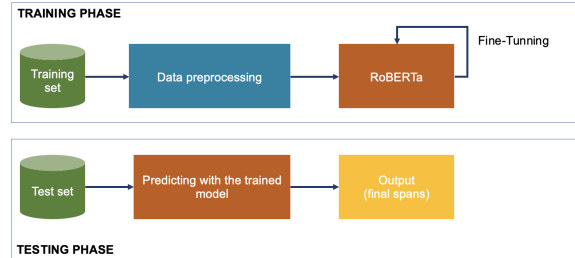 TRAINING PHASE
Fine-Tunning
Training
set
Data preprocessing
RoBERTa
Test set
Predicting with the trained
model
Output
(final spans)
TESTING PHASE